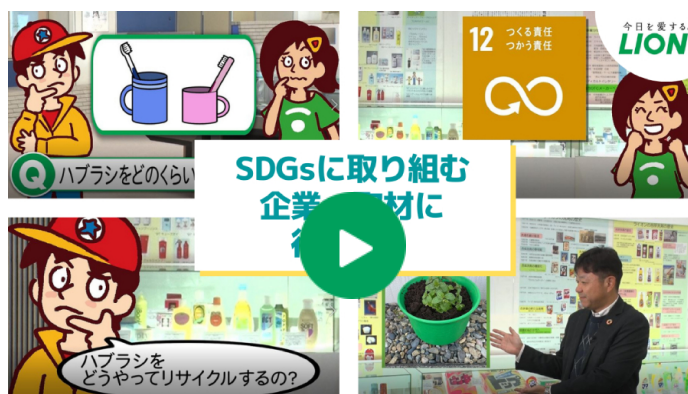 Q ハブラシをどのくらい
12 つくる責任
つかう責任
今日を愛する。
LION
SDGsに取り組む
企業
材に
ハブラシを
どうやってリサイクルするの?